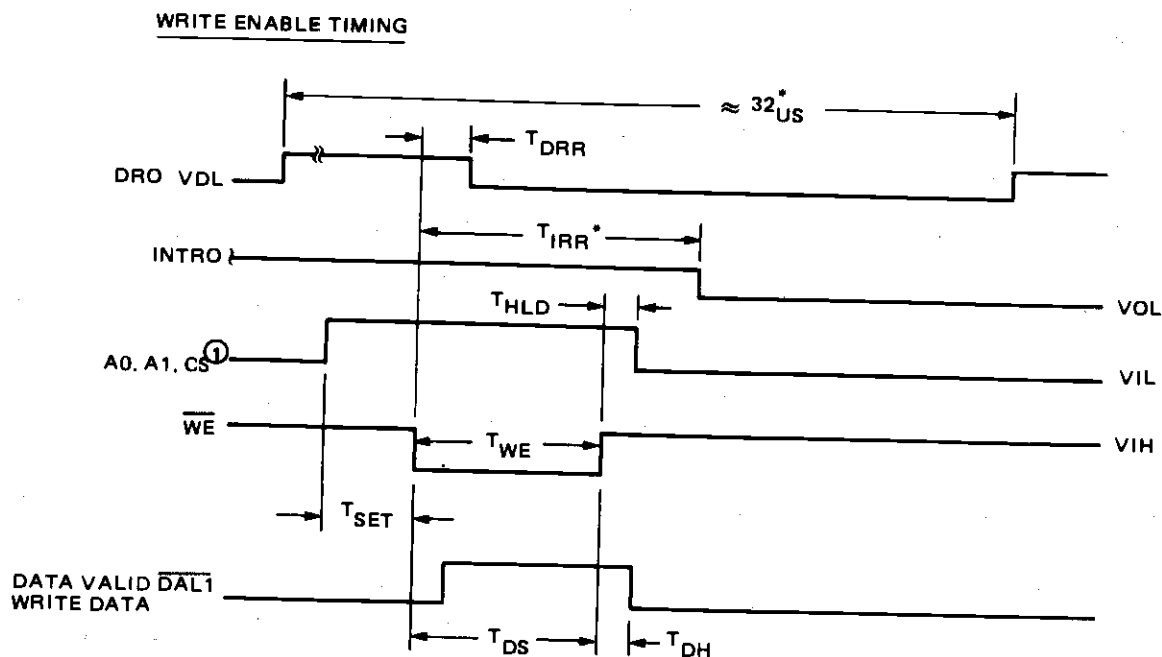 WRITE ENABLE TIMING
≈ 32*US
TDRR
DRO VDL
TIRR*
INTRO
THLD
VOL
A0, A1, CS①
VIL
WE
TWE
VIH
TSET
DATA VALID DAL1
WRITE DATA
TDS
TDH